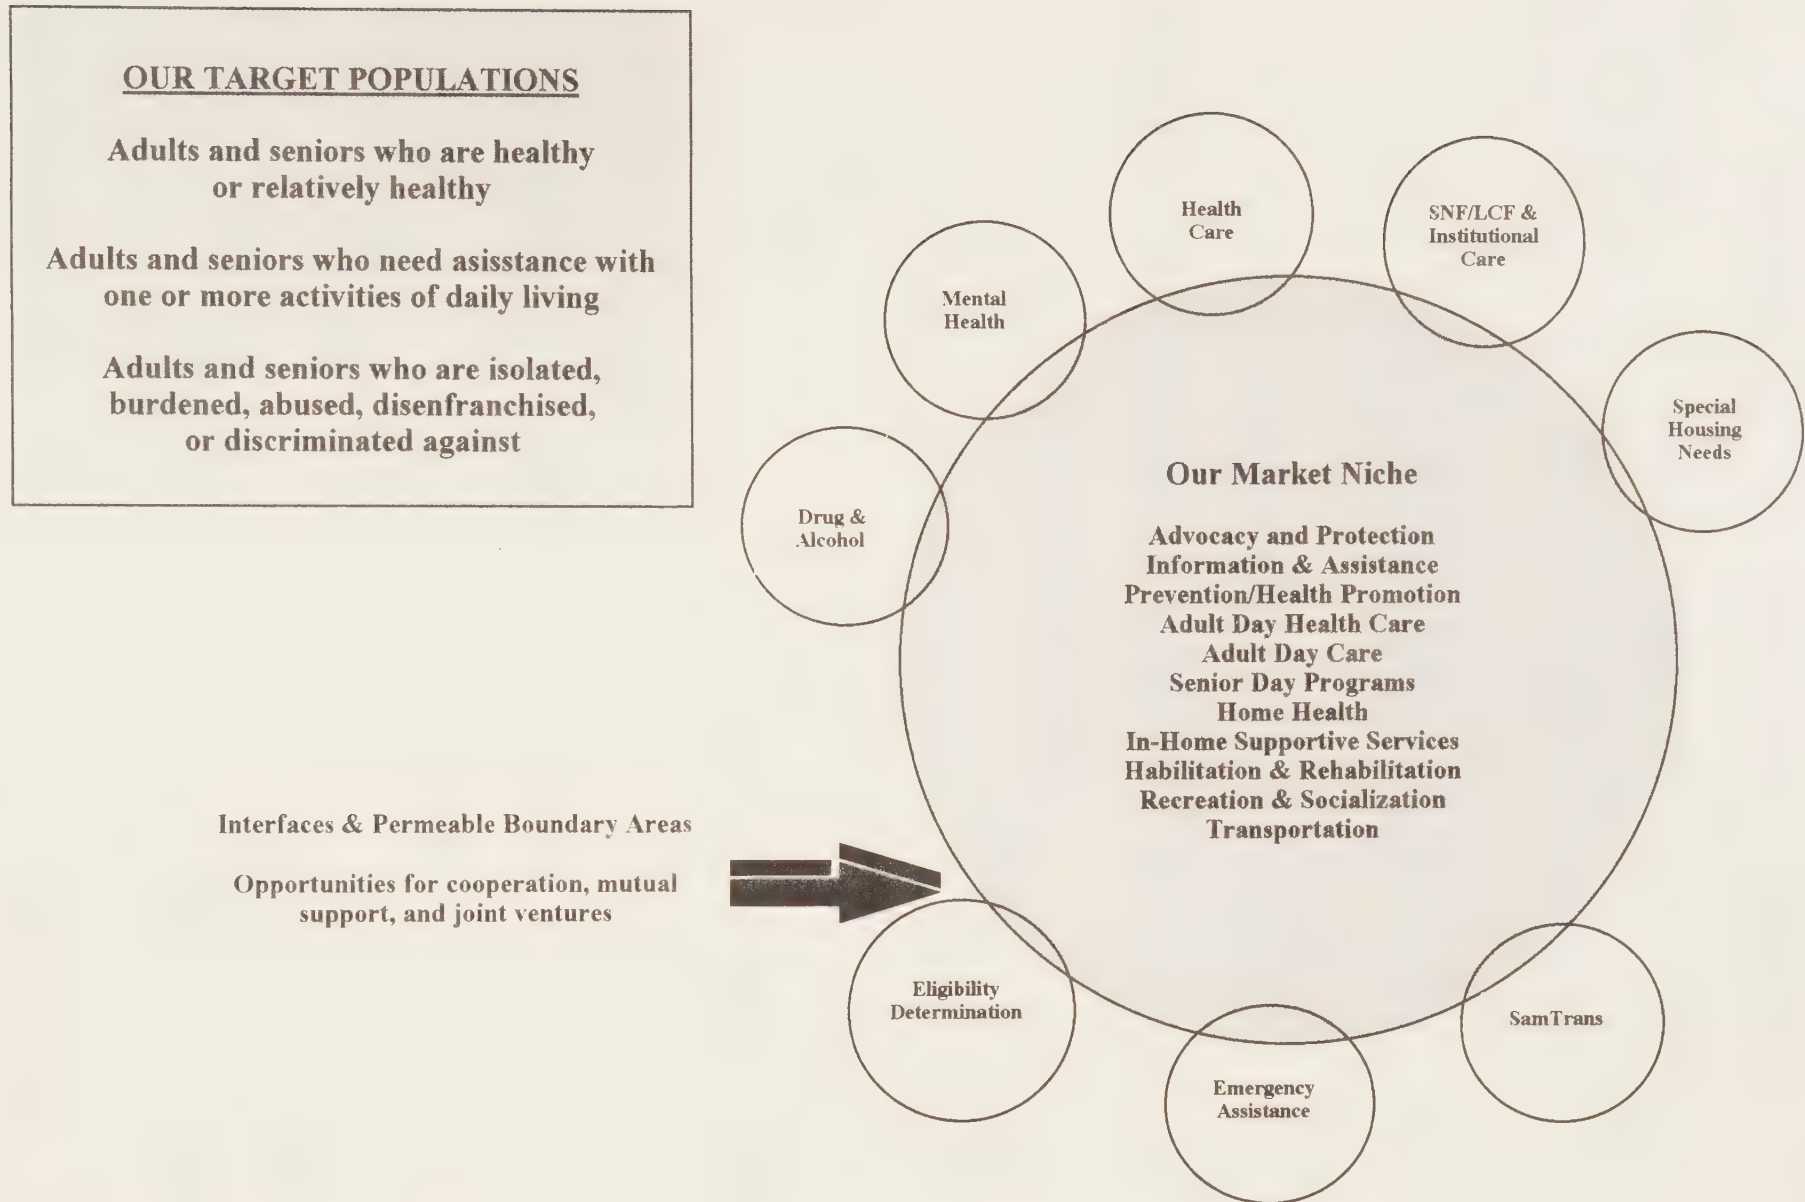 OUR TARGET POPULATIONS
Adults and seniors who are healthy
or relatively healthy
Adults and seniors who need asisstance with
one or more activities of daily living
Adults and seniors who are isolated,
burdened, abused, disenfranchised,
or discriminated against
Health
Care
SNF/LCF &
Institutional
Care
Mental
Health
Special
Housing
Needs
Drug &
Alcohol
Our Market Niche
Advocacy and Protection
Information & Assistance
Prevention/Health Promotion
Adult Day Health Care
Adult Day Care
Senior Day Programs
Home Health
In-Home Supportive Services
Habilitation & Rehabilitation
Recreation & Socialization
Transportation
Interfaces & Permeable Boundary Areas
Opportunities for cooperation, mutual
support, and joint ventures
Eligibility
Determination
Emergency
Assistance
SamTrans